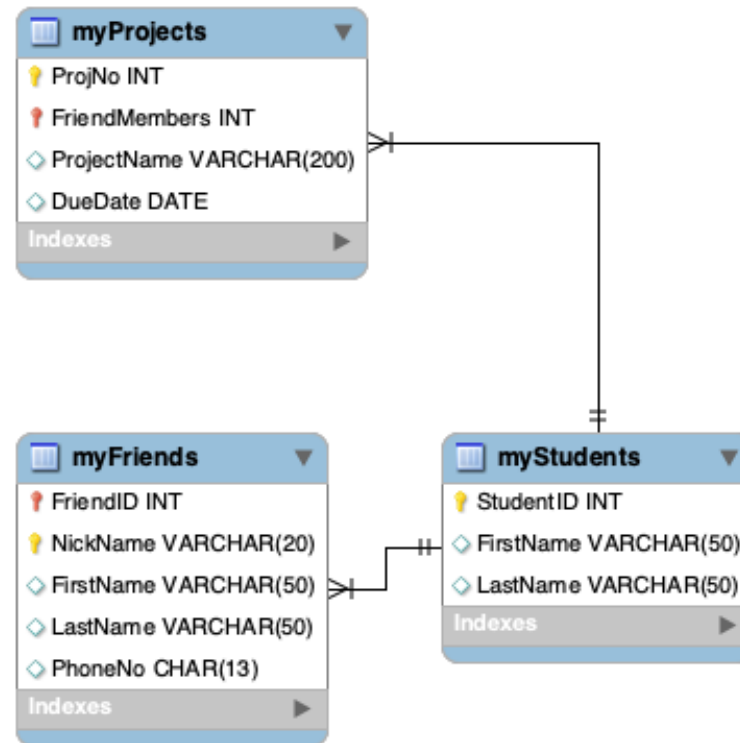 myProjects
ProjNo INT
FriendMembers INT
ProjectName VARCHAR(200)
DueDate DATE
Indexes
myFriends
FriendID INT
NickName VARCHAR(20)
FirstName VARCHAR(50)
LastName VARCHAR(50)
PhoneNo CHAR(13)
Indexes
myStudents
StudentID INT
FirstName VARCHAR(50)
LastName VARCHAR(50)
Indexes